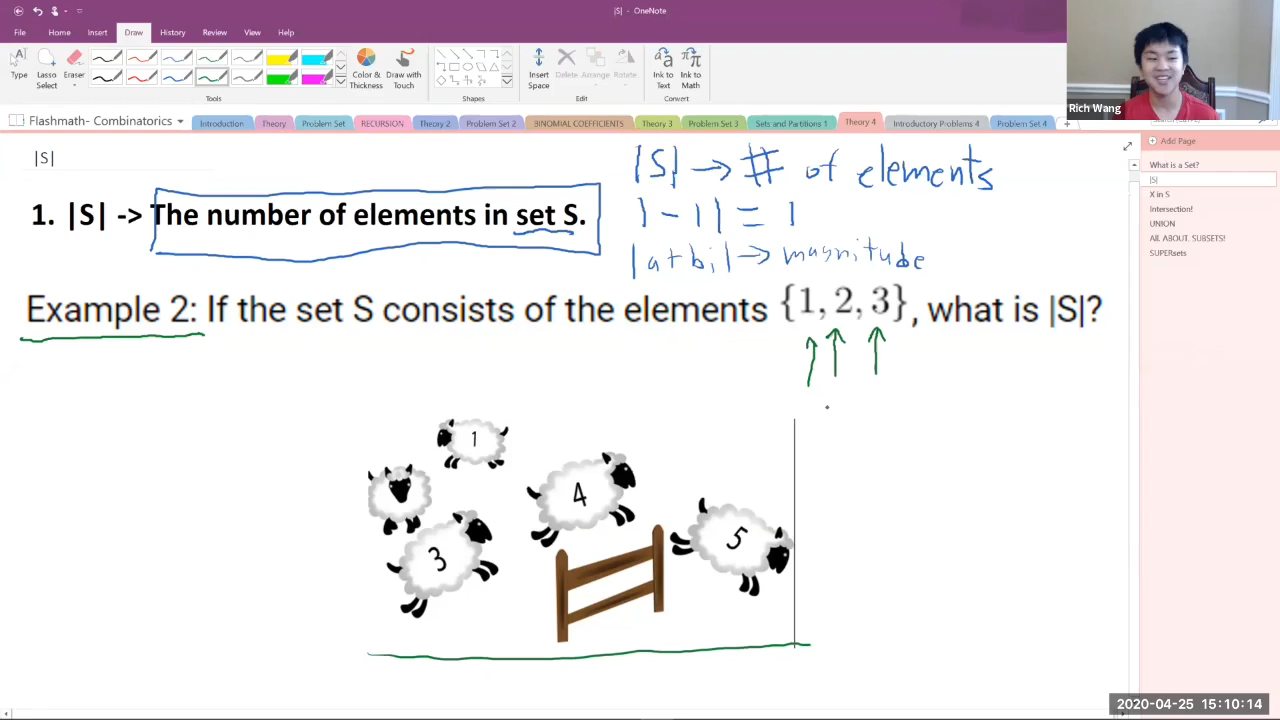 |S| - OneNote
File Home Insert Draw History Review View Help
Type Lasso Select Eraser Color & Thickness Draw with Touch Insert Space Delete Arrange Rotate Ink to Text Ink to Math
Tools Shapes Edit Convert
Rich Wang
Flashmath- Combinatorics Introduction Theory Problem Set RECURSION Theory 2 Problem Set 2 BINOMIAL COEFFICIENTS Theory 3 Problem Set 3 Sets and Partitions 1 Theory 4 Introductory Problems 4 Problem Set 4 +
Add Page
|S|
What is a Set?
|S|
X in S
Intersection!
UNION
All. ABOUT. SUBSETS!
SUPERsets
|S| → # of elements
1. |S| -> The number of elements in set S.
|-1| = 1
|a+bi| → magnitude
Example 2: If the set S consists of the elements {1, 2, 3}, what is |S|?
1
4
5
3
2020-04-25 15:10:14